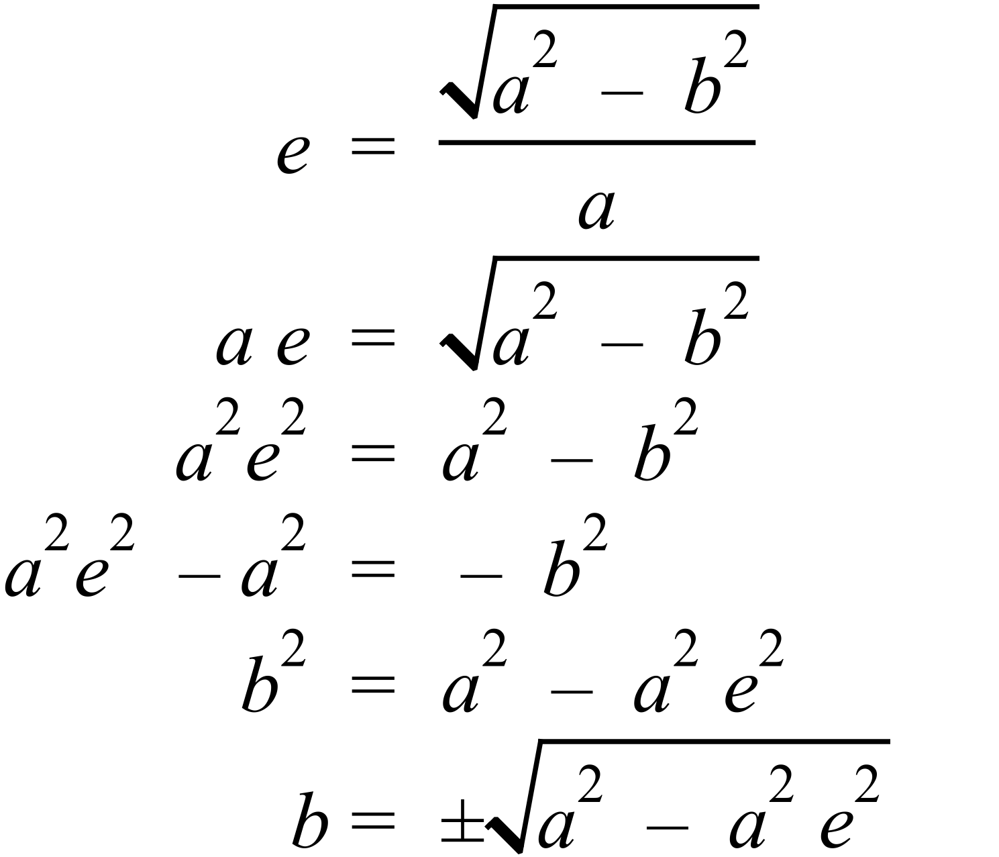 e = √(a² – b²) / a
a e = √(a² – b²)
a²e² = a² – b²
a²e² – a² = – b²
b² = a² – a² e²
b = ±√(a² – a² e²)